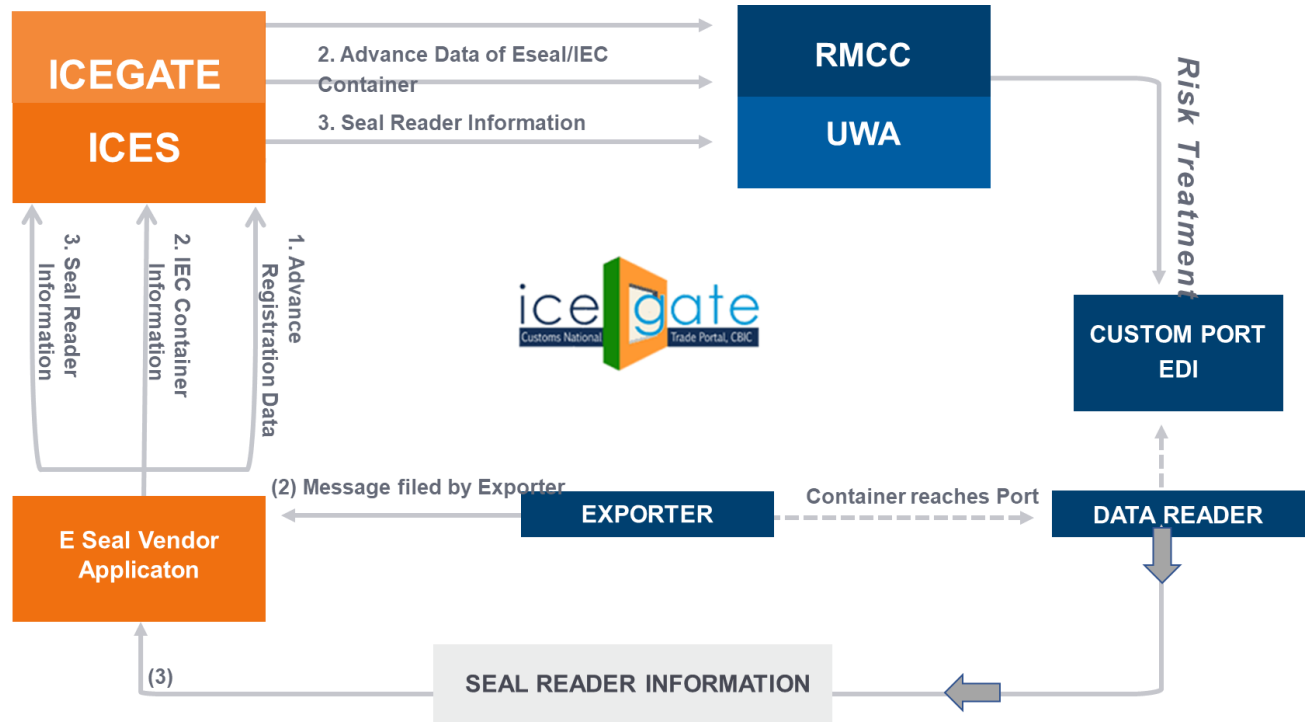 ICEGATE
ICES
2. Advance Data of Eseal/IEC
Container
3. Seal Reader Information
RMCC
UWA
Risk Treatment
3. Seal Reader
Information
2. IEC Container
Information
1. Advance
Registration Data
ice gate
Customs National Trade Portal, CBIC
CUSTOM PORT
EDI
(2) Message filed by Exporter
EXPORTER
Container reaches Port
DATA READER
E Seal Vendor
Applicaton
(3)
SEAL READER INFORMATION